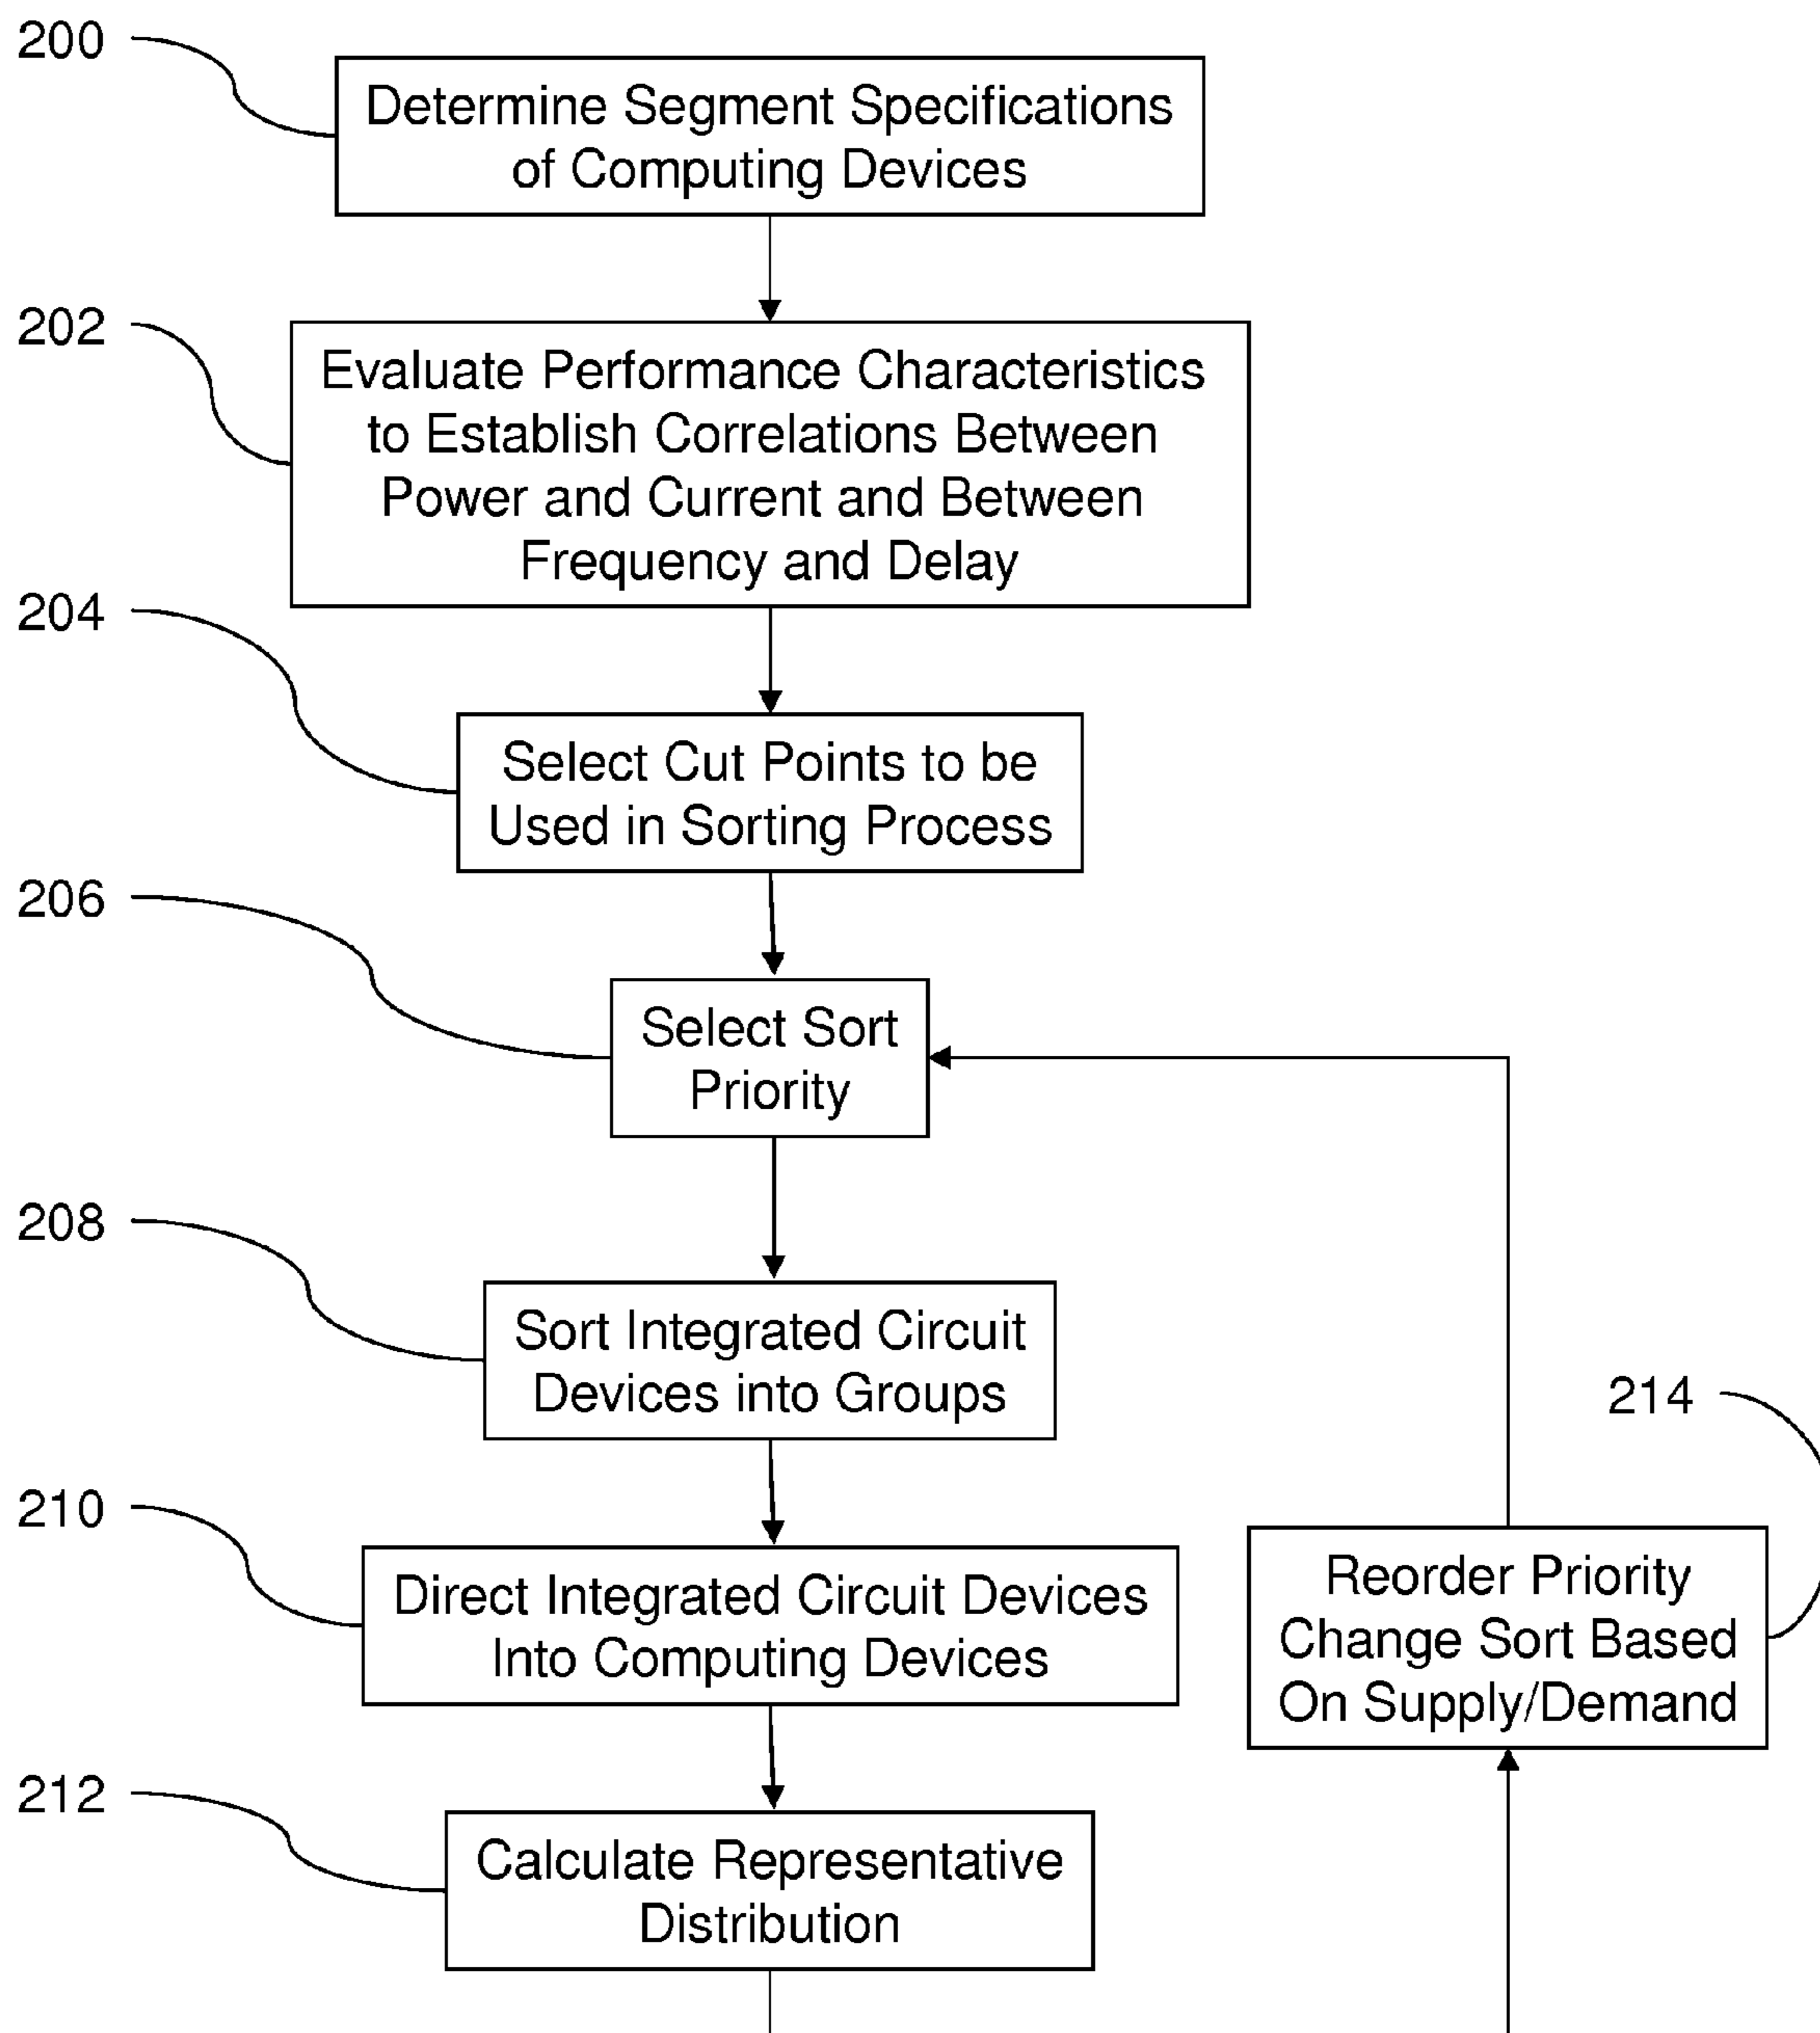 200
Determine Segment Specifications
of Computing Devices
202
Evaluate Performance Characteristics
to Establish Correlations Between
Power and Current and Between
Frequency and Delay
204
Select Cut Points to be
Used in Sorting Process
206
Select Sort
Priority
208
Sort Integrated Circuit
Devices into Groups
214
210
Direct Integrated Circuit Devices
Into Computing Devices
Reorder Priority
Change Sort Based
On Supply/Demand
212
Calculate Representative
Distribution